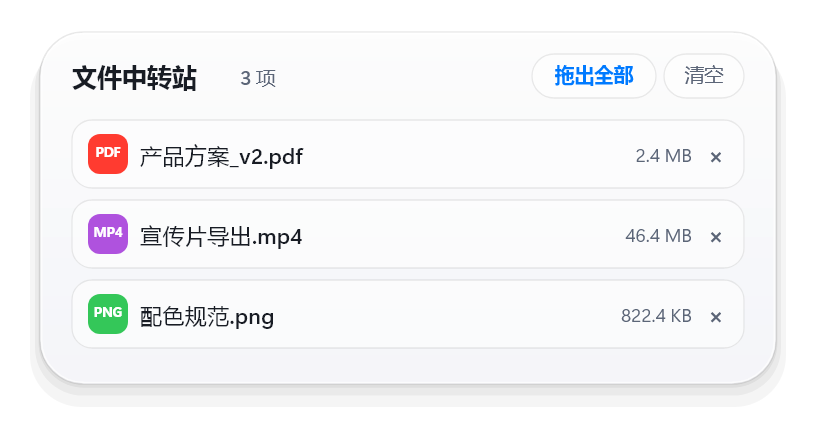 文件中转站 3 项 拖出全部 清空
PDF 产品方案_v2.pdf 2.4 MB ×
MP4 宣传片导出.mp4 46.4 MB ×
PNG 配色规范.png 822.4 KB ×